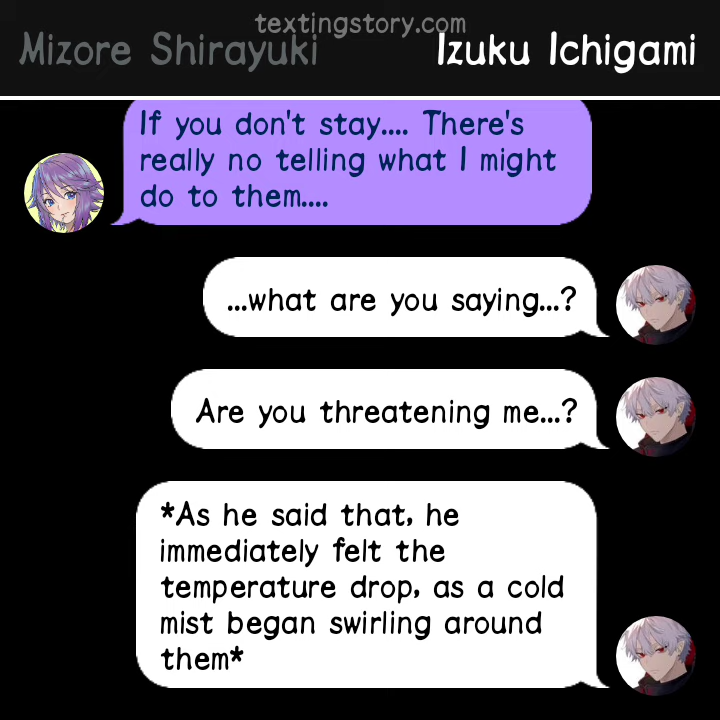 textingstory.com
Mizore Shirayuki
Izuku Ichigami
If you don't stay.... There's
really no telling what I might
do to them....
...what are you saying...?
Are you threatening me...?
*As he said that, he
immediately felt the
temperature drop, as a cold
mist began swirling around
them*